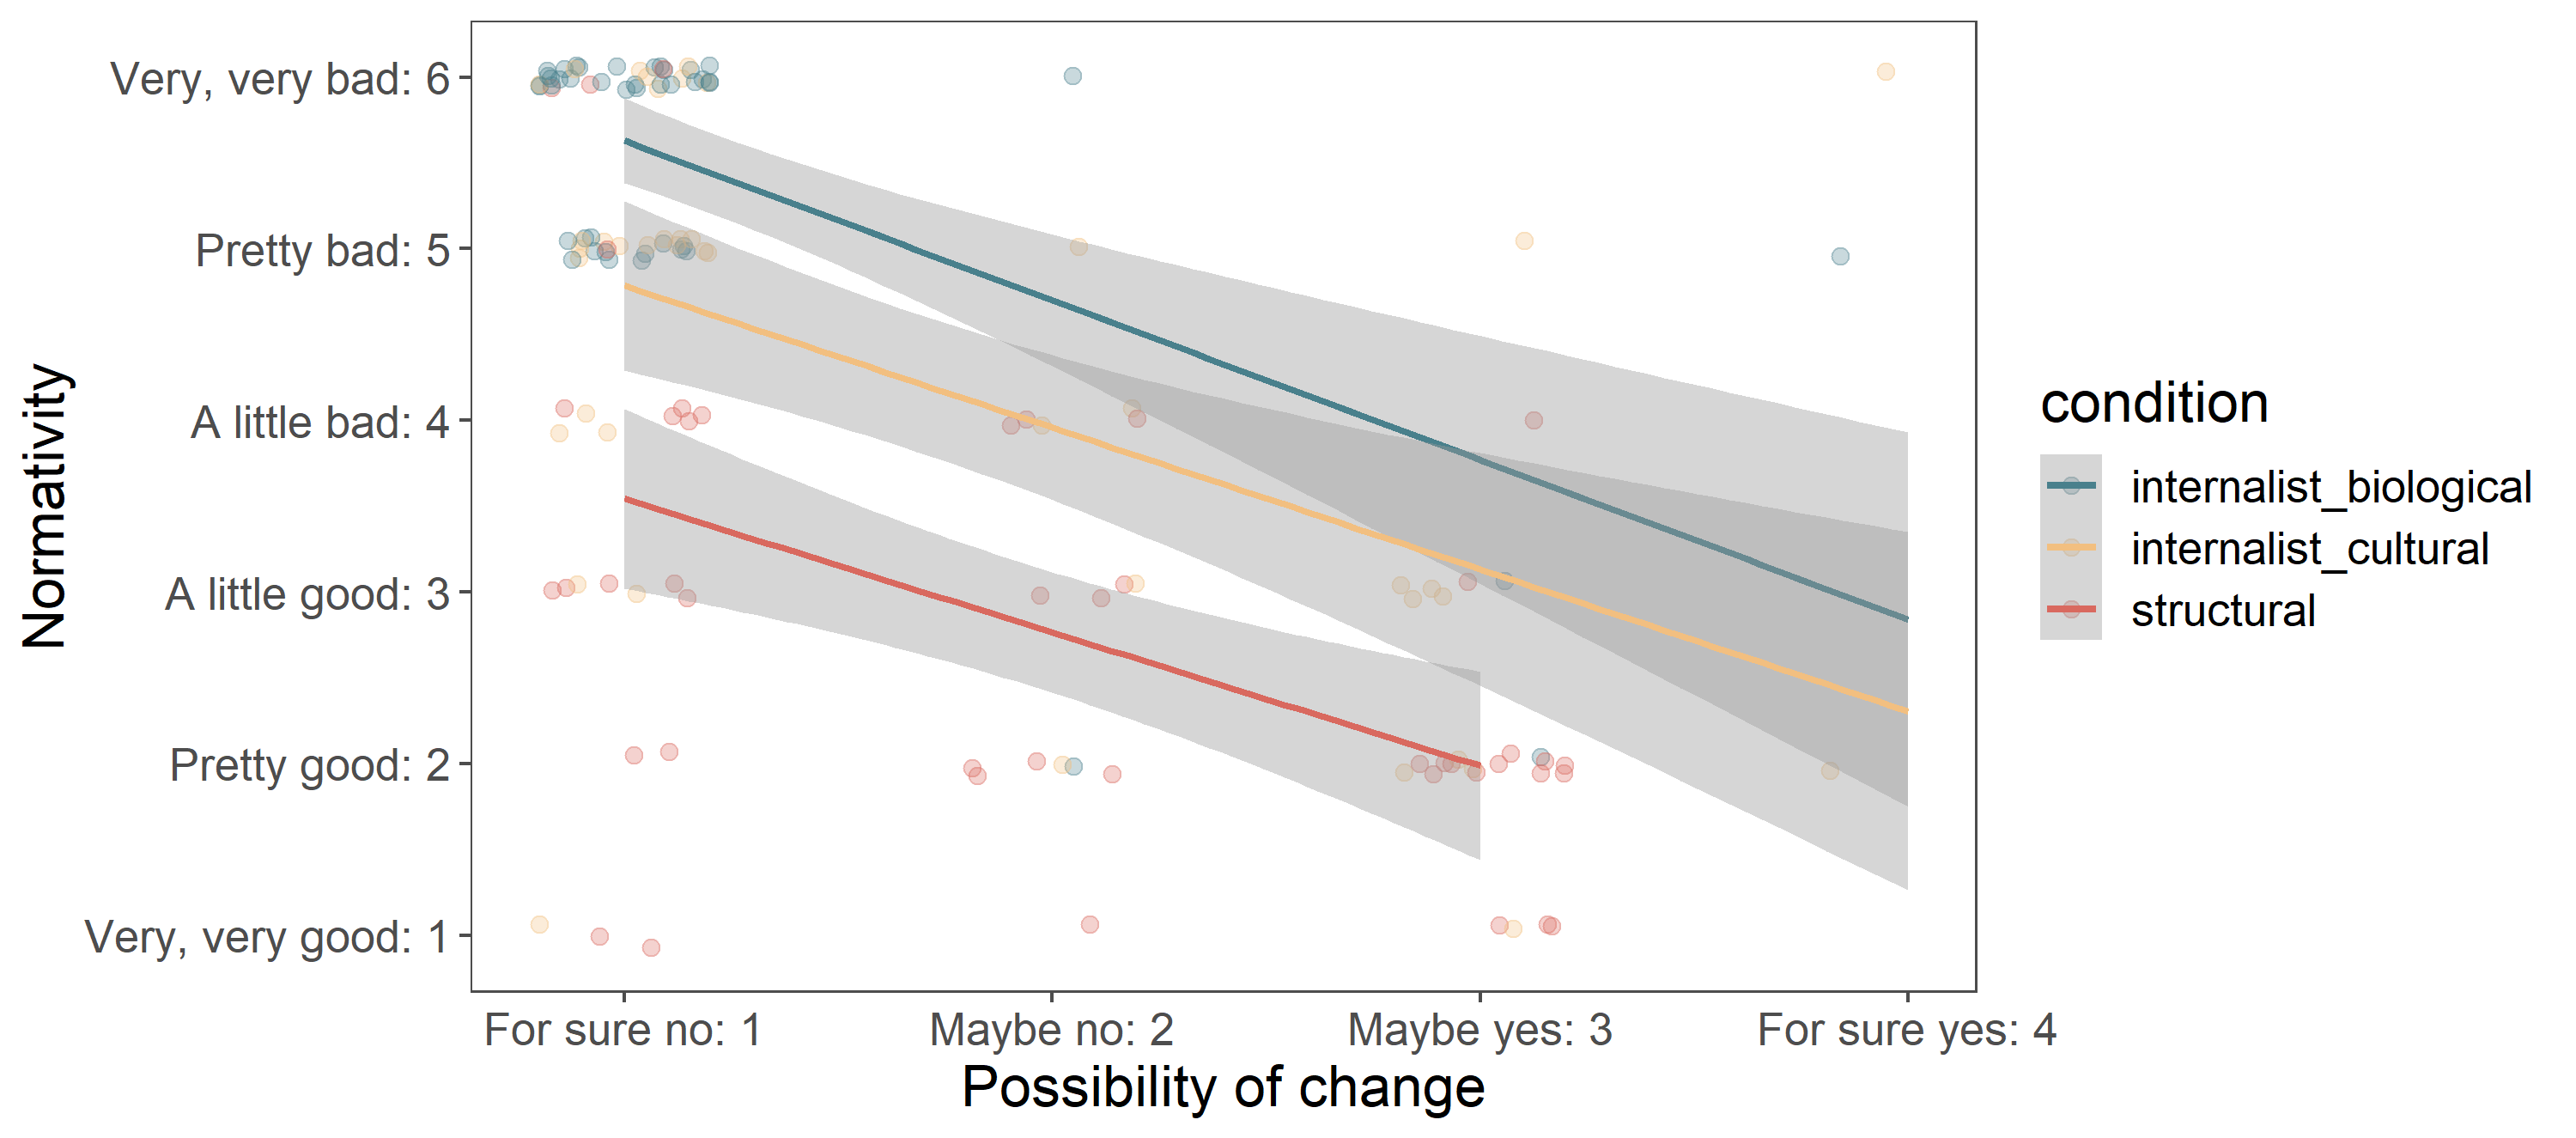 Normativity
Very, very bad: 6
Pretty bad: 5
A little bad: 4
A little good: 3
Pretty good: 2
Very, very good: 1
For sure no: 1
Maybe no: 2
Maybe yes: 3
For sure yes: 4
Possibility of change
condition
internalist_biological
internalist_cultural
structural